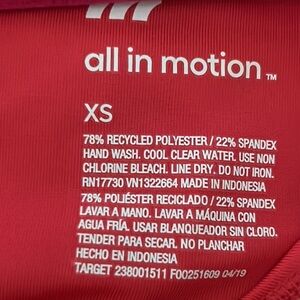 all in motion ™
XS
78% RECYCLED POLYESTER / 22% SPANDEX
HAND WASH. COOL CLEAR WATER. USE NON
CHLORINE BLEACH. LINE DRY. DO NOT IRON.
RN17730 VN1322664 MADE IN INDONESIA
78% POLIÉSTER RECICLADO / 22% SPANDEX
LAVAR A MANO. LAVAR A MÁQUINA CON
AGUA FRÍA. USAR BLANQUEADOR SIN CLORO.
TENDER PARA SECAR. NO PLANCHAR
HECHO EN INDONESIA
TARGET 238001511 F00251609 04/19